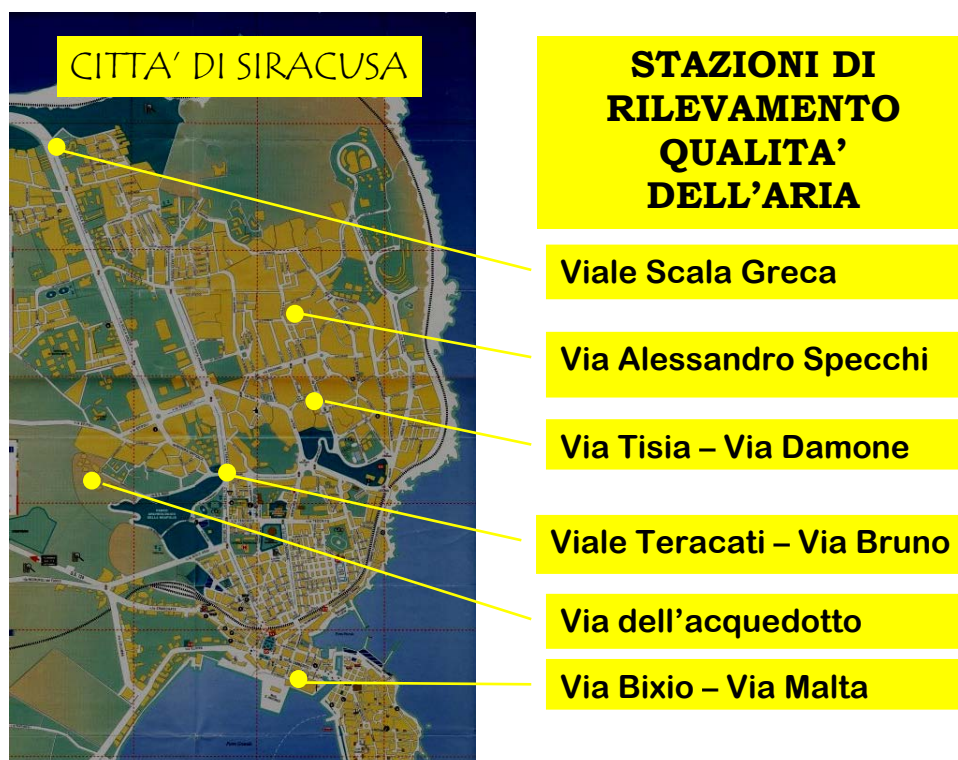 CITTA' DI SIRACUSA
STAZIONI DI
RILEVAMENTO
QUALITA'
DELL'ARIA
Viale Scala Greca
Via Alessandro Specchi
Via Tisia – Via Damone
Viale Teracati – Via Bruno
Via dell'acquedotto
Via Bixio – Via Malta